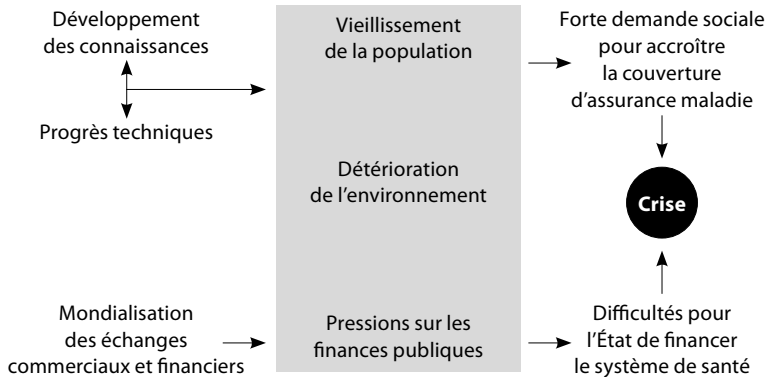 Développement
des connaissances
Progrès techniques
Mondialisation
des échanges
commerciaux et financiers
Vieillissement
de la population
Détérioration
de l'environnement
Pressions sur les
finances publiques
Forte demande sociale
pour accroître
la couverture
d'assurance maladie
Crise
Difficultés pour
l'État de financer
le système de santé